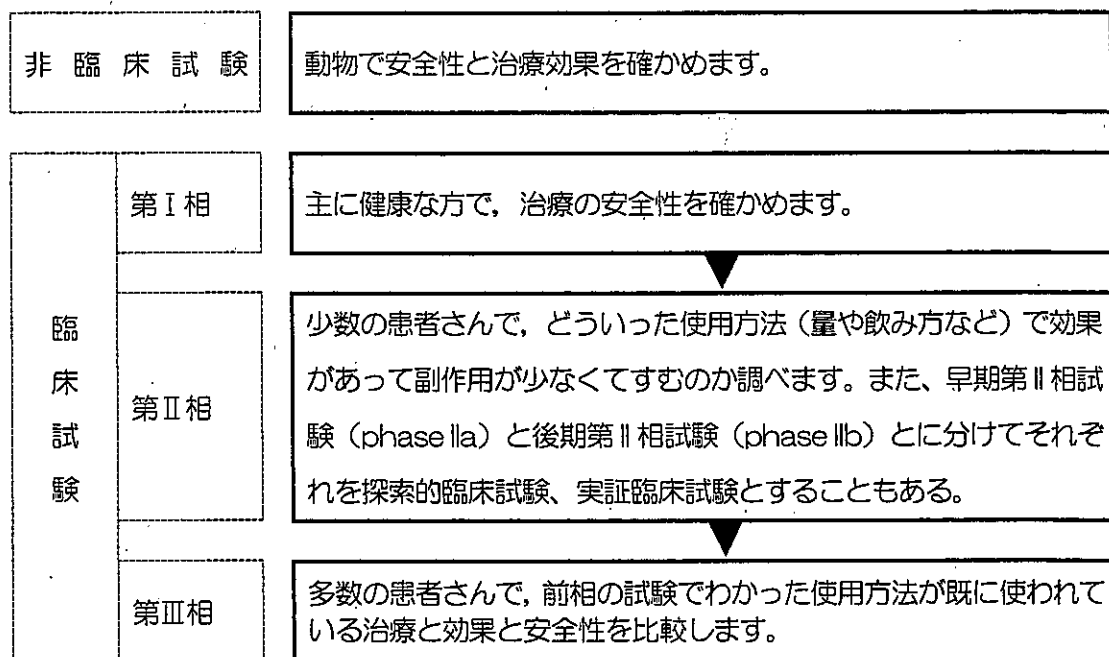 非臨床試験
動物で安全性と治療効果を確かめます。
臨床試験
第Ⅰ相
主に健康な方で，治療の安全性を確かめます。
第Ⅱ相
少数の患者さんで，どういった使用方法（量や飲み方など）で効果
があって副作用が少なくてすむのか調べます。また、早期第Ⅱ相試
験（phaseⅡa）と後期第Ⅱ相試験（phaseⅡb）とに分けてそれぞ
れを探索的臨床試験、実証臨床試験とすることもある。
第Ⅲ相
多数の患者さんで，前相の試験でわかった使用方法が既に使われて
いる治療と効果と安全性を比較します。